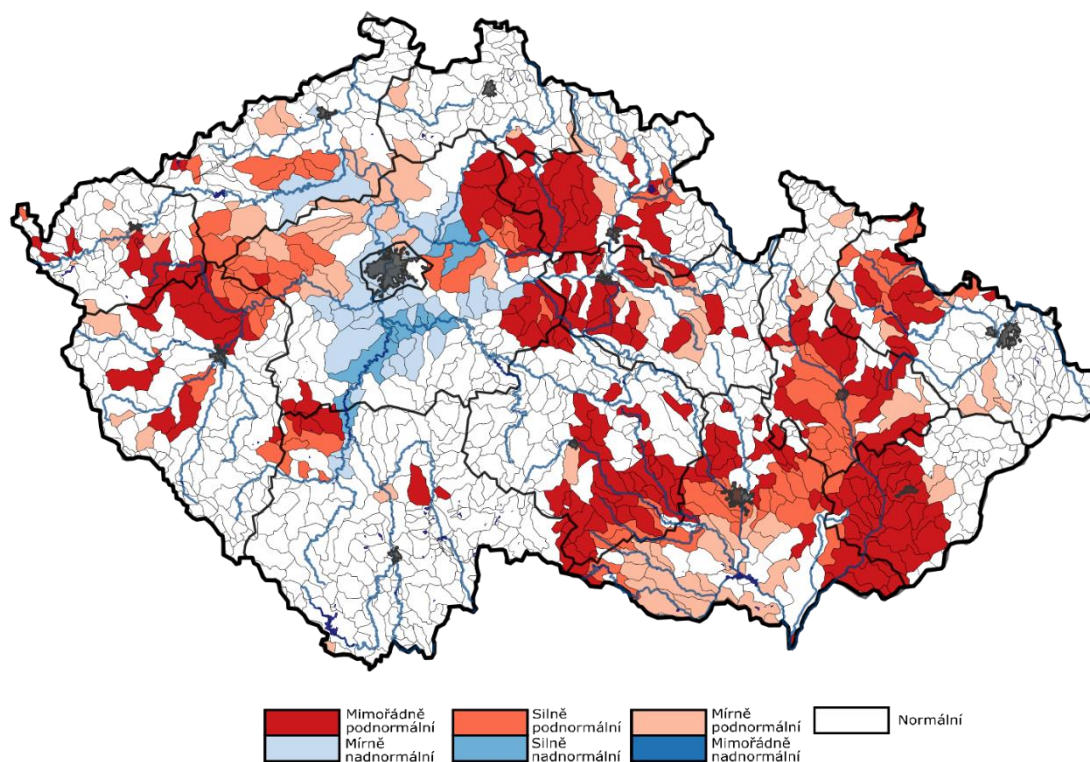 Mimořádně
podnormální
Silně
podnormální
Mírně
podnormální
Normální
Mírně
nadnormální
Silně
nadnormální
Mimořádně
nadnormální